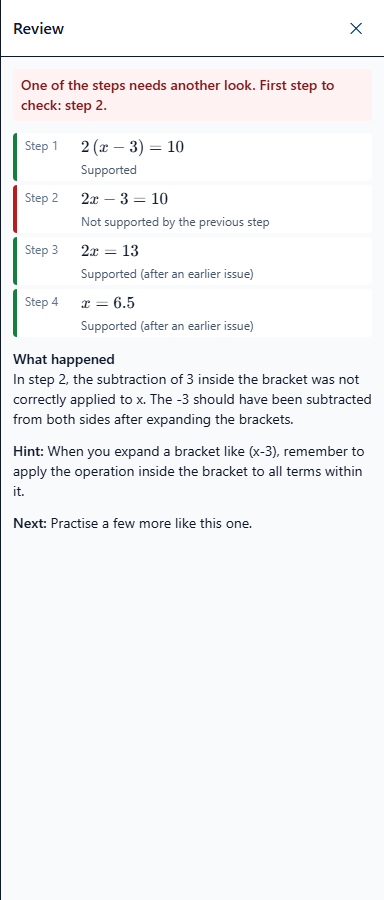 Review
One of the steps needs another look. First step to
check: step 2.
Step 1 2 (x − 3) = 10
Supported
Step 2 2x − 3 = 10
Not supported by the previous step
Step 3 2x = 13
Supported (after an earlier issue)
Step 4 x = 6.5
Supported (after an earlier issue)
What happened
In step 2, the subtraction of 3 inside the bracket was not
correctly applied to x. The -3 should have been subtracted
from both sides after expanding the brackets.
Hint: When you expand a bracket like (x-3), remember to
apply the operation inside the bracket to all terms within
it.
Next: Practise a few more like this one.